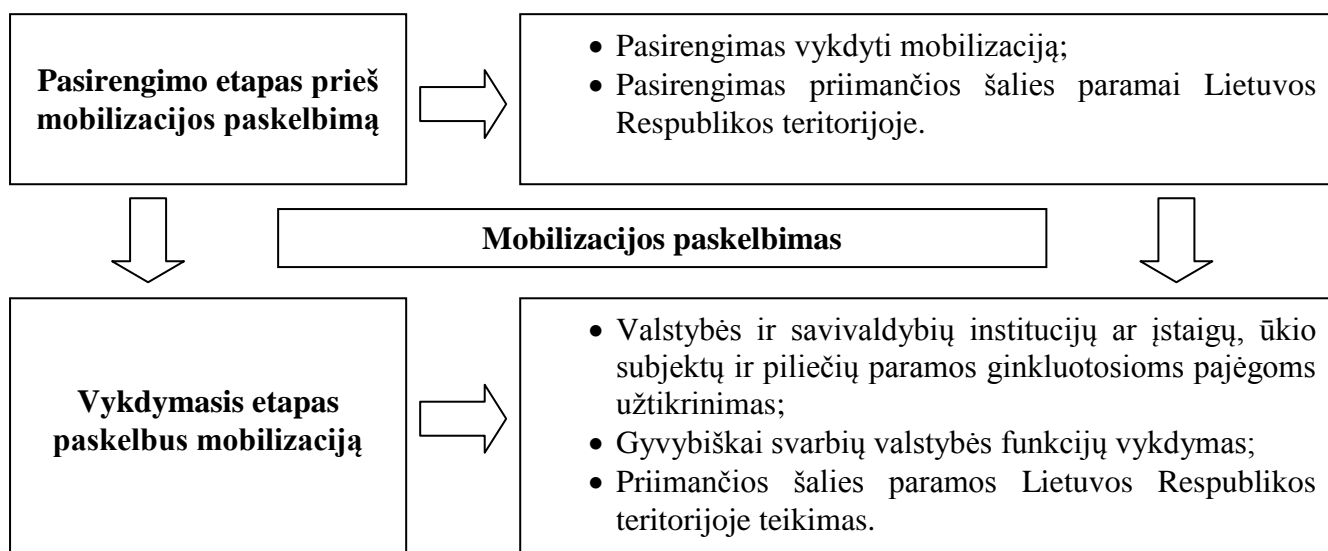 Pasirengimo etapas prieš
mobilizacijos paskelbimą
• Pasirengimas vykdyti mobilizaciją;
• Pasirengimas priimančios šalies paramai Lietuvos
Respublikos teritorijoje.
Mobilizacijos paskelbimas
Vykdymasis etapas
paskelbus mobilizaciją
• Valstybės ir savivaldybių institucijų ar įstaigų, ūkio
subjektų ir piliečių paramos ginkluotosioms pajėgoms
užtikrinimas;
• Gyvybiškai svarbių valstybės funkcijų vykdymas;
• Priimančios šalies paramos Lietuvos Respublikos
teritorijoje teikimas.